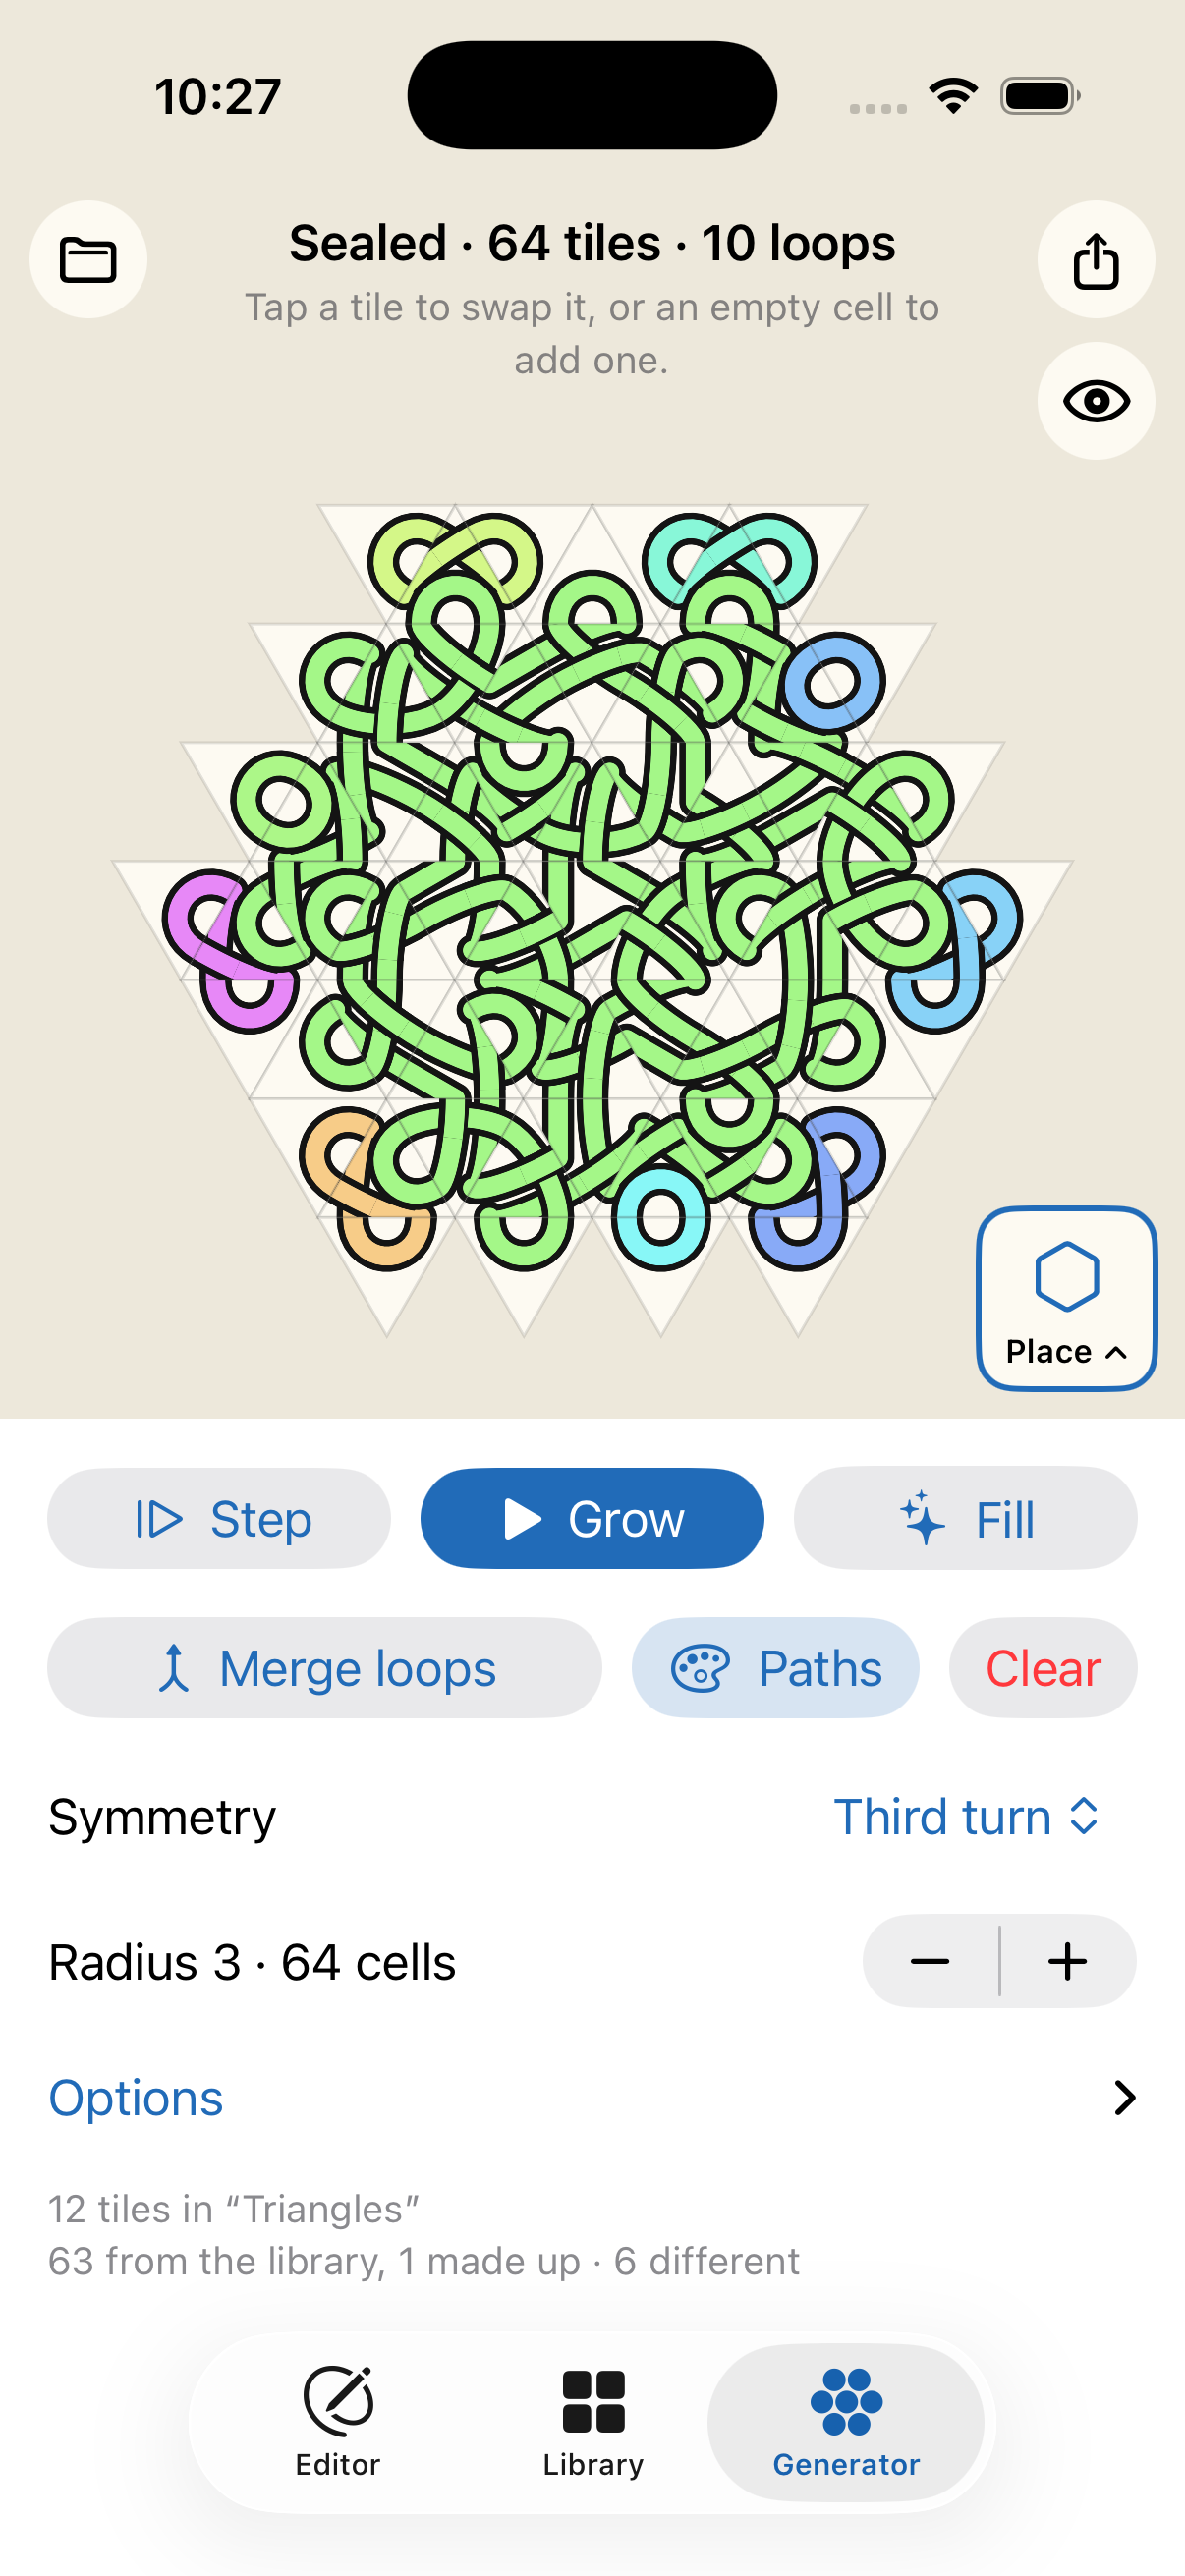 10:27
Sealed · 64 tiles · 10 loops
Tap a tile to swap it, or an empty cell to
add one.
Place
Step
Grow
Fill
Merge loops
Paths
Clear
Symmetry
Third turn
Radius 3 · 64 cells
Options
12 tiles in “Triangles”
63 from the library, 1 made up · 6 different
Editor
Library
Generator